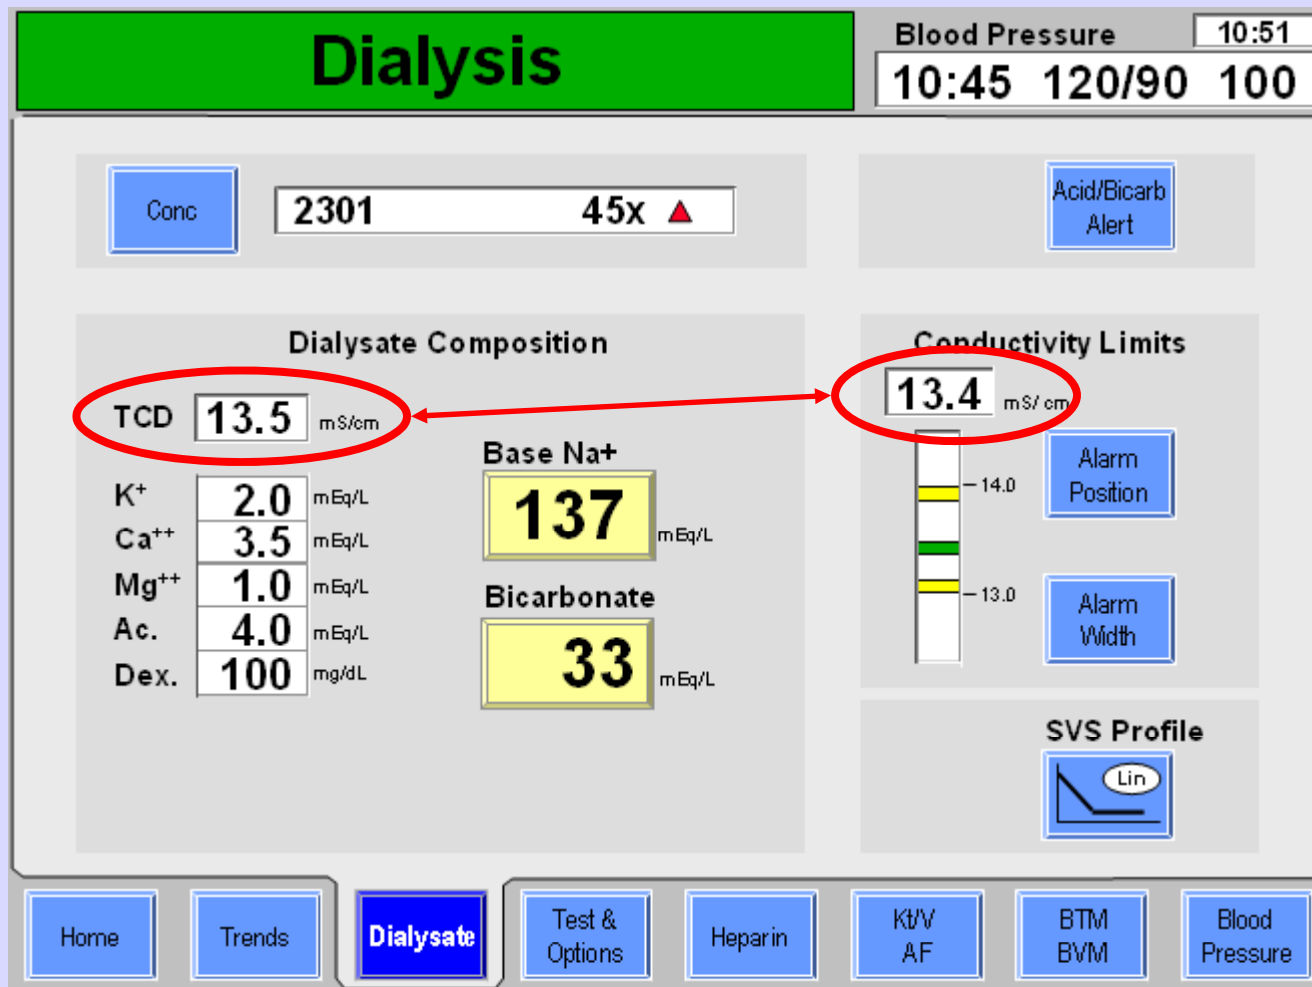 Dialysis
Blood Pressure 10:51
10:45 120/90 100
Conc 2301 45x
Acid/Bicarb
Alert
Dialysate Composition
TCD 13.5 mS/cm
K+ 2.0 mEq/L
Ca++ 3.5 mEq/L
Mg++ 1.0 mEq/L
Ac. 4.0 mEq/L
Dex. 100 mg/dL
Base Na+
137 mEq/L
Bicarbonate
33 mEq/L
Conductivity Limits
13.4 mS/cm
14.0
13.0
Alarm
Position
Alarm
Width
SVS Profile
Lin
Home
Trends
Dialysate
Test &
Options
Heparin
Kt/V
AF
BTM
BVM
Blood
Pressure